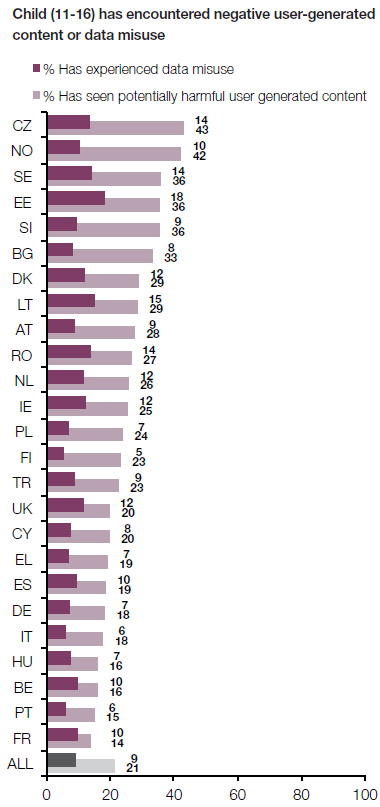 Child (11-16) has encountered negative user-generated
content or data misuse
% Has experienced data misuse
% Has seen potentially harmful user generated content
CZ 14
43
NO 10
42
SE 14
36
EE 18
36
SI 9
36
BG 8
33
DK 12
29
LT 15
29
AT 9
28
RO 14
27
NL 12
26
IE 12
25
PL 7
24
FI 5
23
TR 9
23
UK 12
20
CY 8
20
EL 7
19
ES 10
19
DE 7
18
IT 6
18
HU 7
16
BE 10
16
PT 6
15
FR 10
14
ALL 9
21
0 20 40 60 80 100